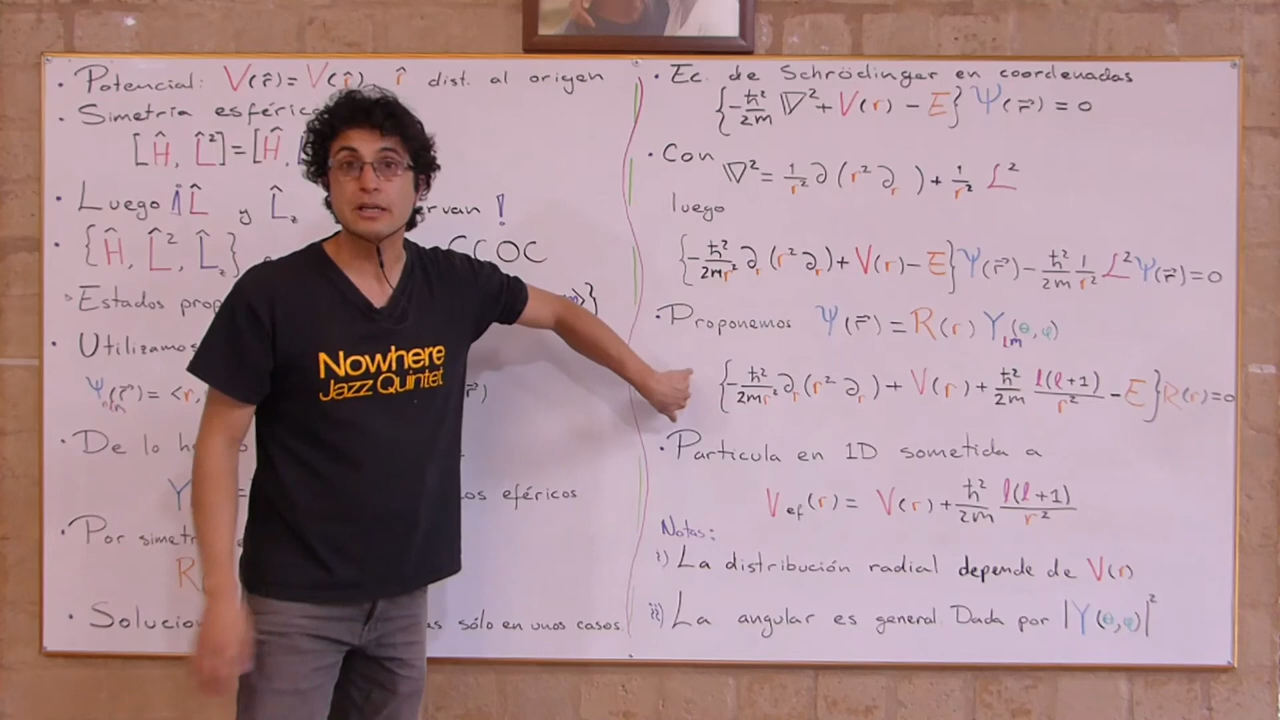 • Potencial: V(r̂) = V(r̂), r̂ dist. al origen
• Simetría esféric
[Ĥ, L̂²] = [Ĥ, L
• Luego ¡L̂ y L̂z ervan !
• {Ĥ, L̂², L̂z} CCOC
• Estados prop }
• Utilizamos
Ψ (r⃗) = <r, r⃗)
• De lo h
Y = os eféricos
• Por simetr
R
• Solucion s sólo en unos casos.
• Ec. de Schrödinger en coordenadas
{-ħ²/2m ∇² + V(r) - E} Ψ(r⃗) = 0
• Con ∇² = 1/r² ∂(r² ∂r ) + 1/r² L²
luego
{-ħ²/2mr² ∂r (r² ∂r) + V(r) - E} Ψ(r⃗) - ħ²/2m 1/r² L² Ψ(r⃗) = 0
• Proponemos Ψ(r⃗) = R(r) Ylm(θ, φ)
{-ħ²/2mr² ∂r (r² ∂r) + V(r) + ħ²/2m l(l+1)/r² - E} R(r) = 0
• Particula en 1D sometida a
Vef(r) = V(r) + ħ²/2m l(l+1)/r²
Notas:
i) La distribución radial depende de V(r)
ii) La angular es general Dada por |Y(θ,φ)|²
Nowhere
Jazz Quintet